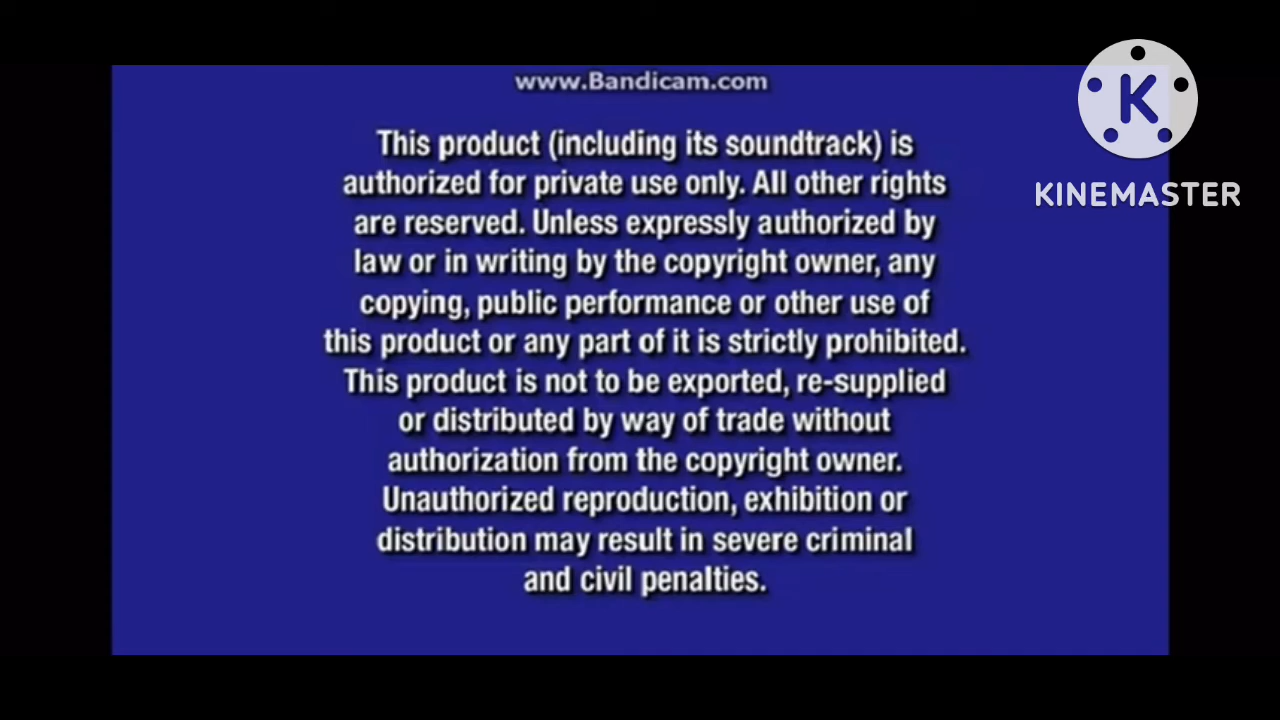 www.Bandicam.com
K
KINEMASTER
This product (including its soundtrack) is
authorized for private use only. All other rights
are reserved. Unless expressly authorized by
law or in writing by the copyright owner, any
copying, public performance or other use of
this product or any part of it is strictly prohibited.
This product is not to be exported, re-supplied
or distributed by way of trade without
authorization from the copyright owner.
Unauthorized reproduction, exhibition or
distribution may result in severe criminal
and civil penalties.